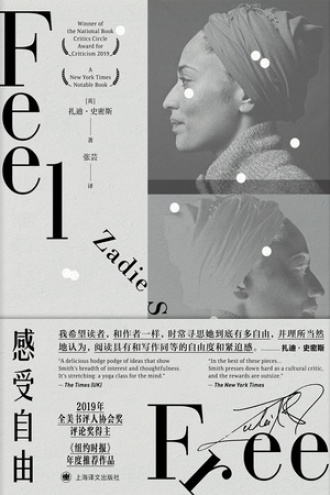 Feel
Winner of
the National Book
Critics Circle
Award for
Criticism 2019
A
New York Times
Notable Book
[英]
扎迪·史密斯
著
张芸
译
Zadie S
感受自由
我希望读者，和作者一样，时常寻思她到底有多自由，并理所当然
地认为，阅读具有和写作同等的自由度和紧迫感。——扎迪·史密斯
"A delicious hodge podge of ideas that show
Smith's breadth of interest and thoughtfulness.
It's stretching: a yoga class for the mind."
— The Times (UK)
"In the best of these pieces...
Smith presses down hard as a cultural critic,
and the rewards are outsize."
— The New York Times
2019年
全美书评人协会奖
评论奖得主
《纽约时报》
年度推荐作品
Free
上海译文出版社